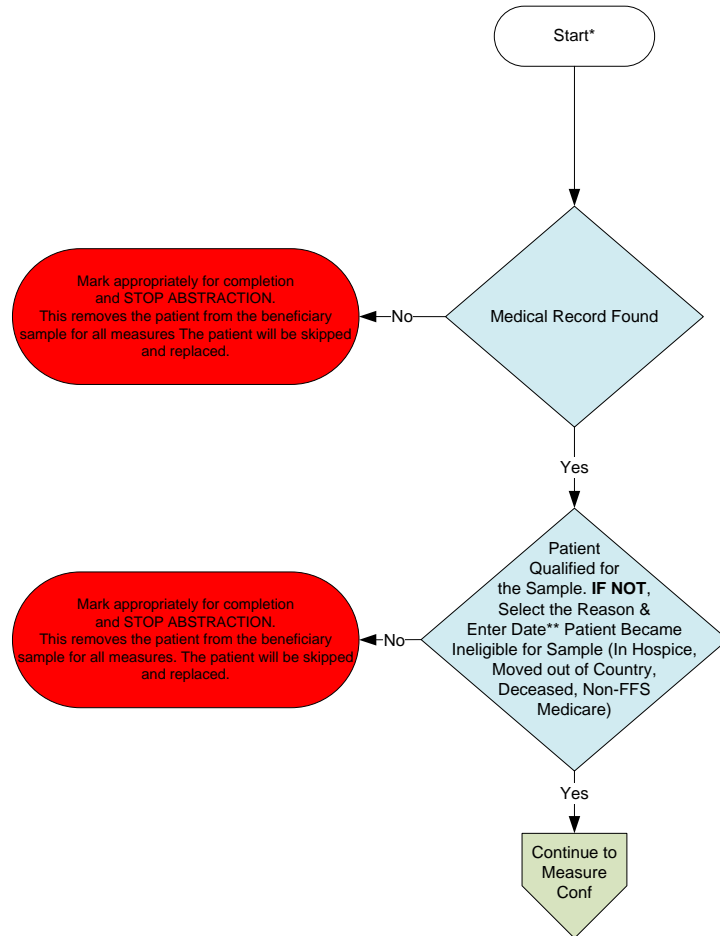 Start*
Mark appropriately for completion
and STOP ABSTRACTION.
This removes the patient from the beneficiary
sample for all measures The patient will be skipped
and replaced.
No
Medical Record Found
Yes
Mark appropriately for completion
and STOP ABSTRACTION.
This removes the patient from the beneficiary
sample for all measures. The patient will be skipped
and replaced.
No
Patient
Qualified for
the Sample. IF NOT,
Select the Reason &
Enter Date** Patient Became
Ineligible for Sample (In Hospice,
Moved out of Country,
Deceased, Non-FFS
Medicare)
Yes
Continue to
Measure
Conf